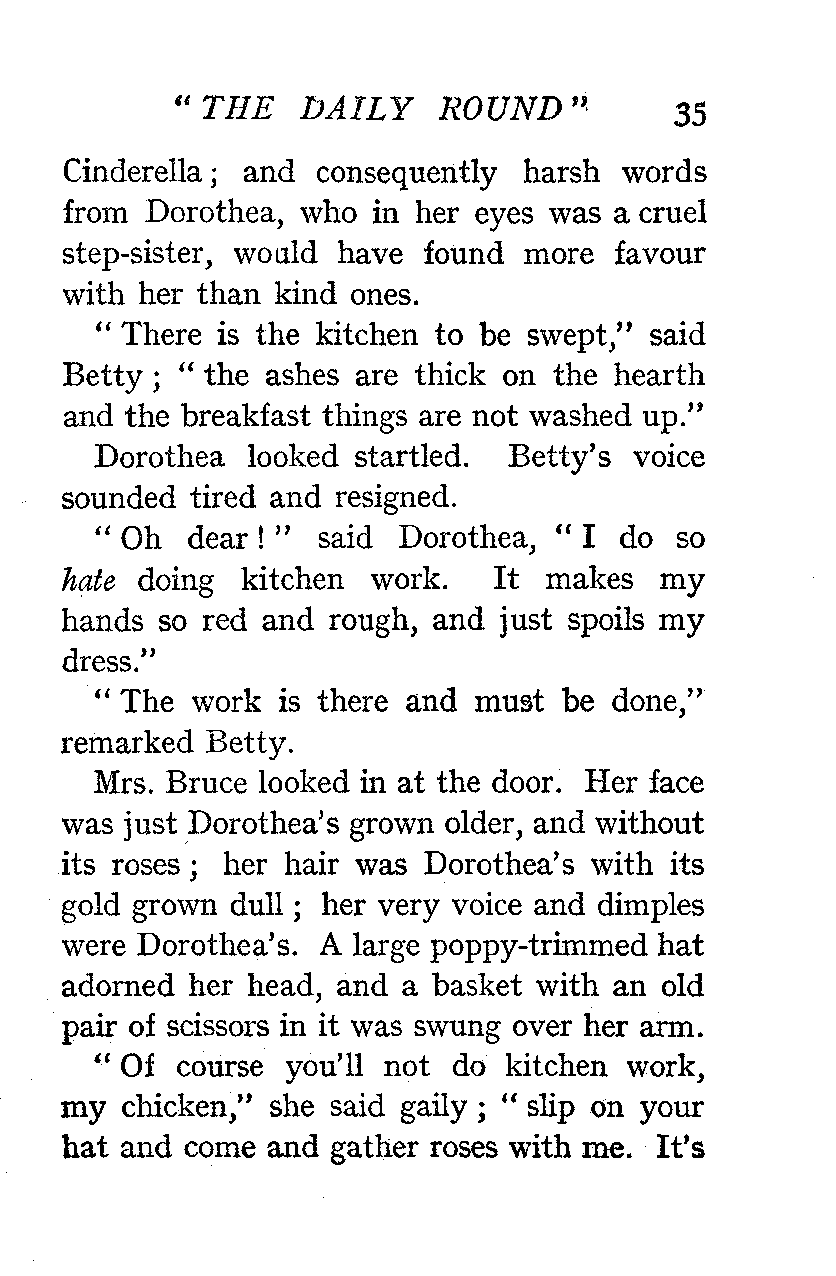 " THE DAILY ROUND " 35
Cinderella ; and consequently harsh words
from Dorothea, who in her eyes was a cruel
step-sister, would have found more favour
with her than kind ones.
" There is the kitchen to be swept," said
Betty ; " the ashes are thick on the hearth
and the breakfast things are not washed up."
Dorothea looked startled. Betty's voice
sounded tired and resigned.
" Oh dear ! " said Dorothea, " I do so
hate doing kitchen work. It makes my
hands so red and rough, and just spoils my
dress."
" The work is there and must be done,"
remarked Betty.
Mrs. Bruce looked in at the door. Her face
was just Dorothea's grown older, and without
its roses ; her hair was Dorothea's with its
gold grown dull ; her very voice and dimples
were Dorothea's. A large poppy-trimmed hat
adorned her head, and a basket with an old
pair of scissors in it was swung over her arm.
" Of course you'll not do kitchen work,
my chicken," she said gaily ; " slip on your
hat and come and gather roses with me. It's